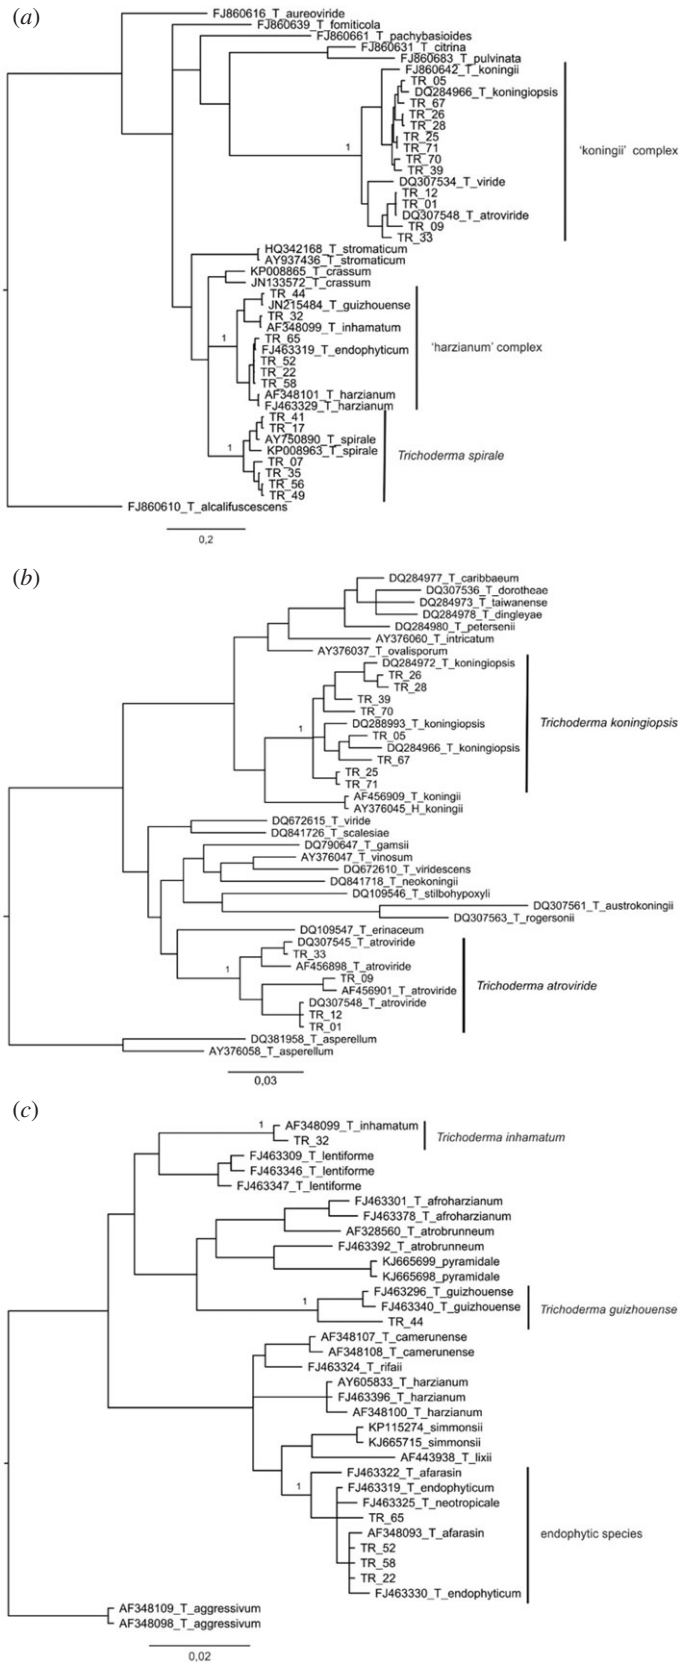 (a)
FJ860616_T_aureoviride
FJ860639_T_fomiticola
FJ860661_T_pachybasioides
FJ860631_T_citrina
FJ860683_T_pulvinata
FJ860642_T_koningii
TR_05
DQ284966_T_koningiopsis
TR_67
TR_26
TR_28
TR_25
1
TR_71
'koningii' complex
TR_70
TR_39
DQ307534_T_viride
TR_12
TR_01
DQ307548_T_atroviride
TR_09
TR_33
HQ342168_T_stromaticum
AY937436_T_stromaticum
KP008865_T_crassum
JN133572_T_crassum
TR_44
JN215484_T_guizhouense
TR_32
AF348099_T_inhamatum
1
TR_65
FJ463319_T_endophyticum
'harzianum' complex
TR_52
TR_22
TR_58
AF348101_T_harzianum
FJ463329_T_harzianum
TR_41
TR_17
AY750890_T_spirale
1
KP008963_T_spirale
Trichoderma spirale
TR_07
TR_35
TR_56
TR_49
FJ860610_T_alcalifuscescens
0,2
(b)
DQ284977_T_caribbaeum
DQ307536_T_dorotheae
DQ284973_T_taiwanense
DQ284978_T_dingleyae
DQ284980_T_petersenii
AY376060_T_intricatum
AY376037_T_ovalisporum
DQ284972_T_koningiopsis
TR_26
TR_28
TR_39
TR_70
DQ288993_T_koningiopsis
Trichoderma koningiopsis
1
TR_05
DQ284966_T_koningiopsis
TR_67
TR_25
TR_71
AF456909_T_koningii
AY376045_H_koningii
DQ672615_T_viride
DQ841726_T_scalesiae
DQ790647_T_gamsii
AY376047_T_vinosum
DQ672610_T_viridescens
DQ841718_T_neokoningii
DQ109546_T_stilbohypoxyli
DQ307561_T_austrokoningii
DQ307563_T_rogersonii
DQ109547_T_erinaceum
DQ307545_T_atroviride
TR_33
1
AF456898_T_atroviride
TR_09
Trichoderma atroviride
AF456901_T_atroviride
DQ307548_T_atroviride
TR_12
TR_01
DQ381958_T_asperellum
AY376058_T_asperellum
0,03
(c)
1
AF348099_T_inhamatum
Trichoderma inhamatum
TR_32
FJ463309_T_lentiforme
FJ463346_T_lentiforme
FJ463347_T_lentiforme
FJ463301_T_afroharzianum
FJ463378_T_afroharzianum
AF328560_T_atrobrunneum
FJ463392_T_atrobrunneum
KJ665699_pyramidale
KJ665698_pyramidale
FJ463296_T_guizhouense
1
FJ463340_T_guizhouense
Trichoderma guizhouense
TR_44
AF348107_T_camerunense
AF348108_T_camerunense
FJ463324_T_rifaii
AY605833_T_harzianum
FJ463396_T_harzianum
AF348100_T_harzianum
KP115274_simmonsii
KJ665715_simmonsii
AF443938_T_lixii
FJ463322_T_afarasin
1
FJ463319_T_endophyticum
FJ463325_T_neotropicale
TR_65
AF348093_T_afarasin
endophytic species
TR_52
TR_58
TR_22
FJ463330_T_endophyticum
AF348109_T_aggressivum
AF348098_T_aggressivum
0,02